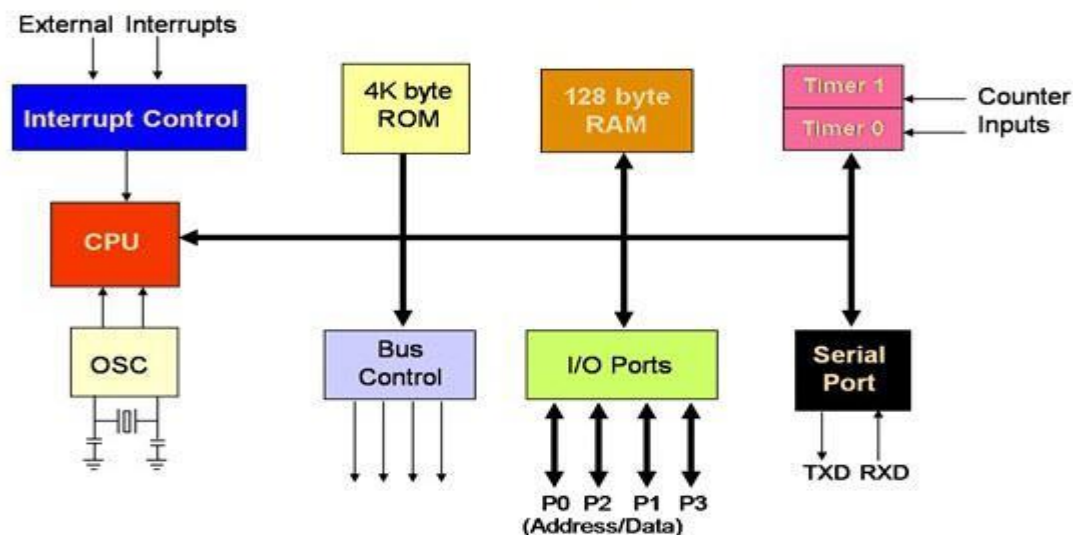 External Interrupts
Interrupt Control
4K byte
ROM
128 byte
RAM
Timer 1
Timer 0
Counter
Inputs
CPU
OSC
Bus
Control
I/O Ports
Serial
Port
TXD RXD
P0 P2 P1 P3
(Address/Data)